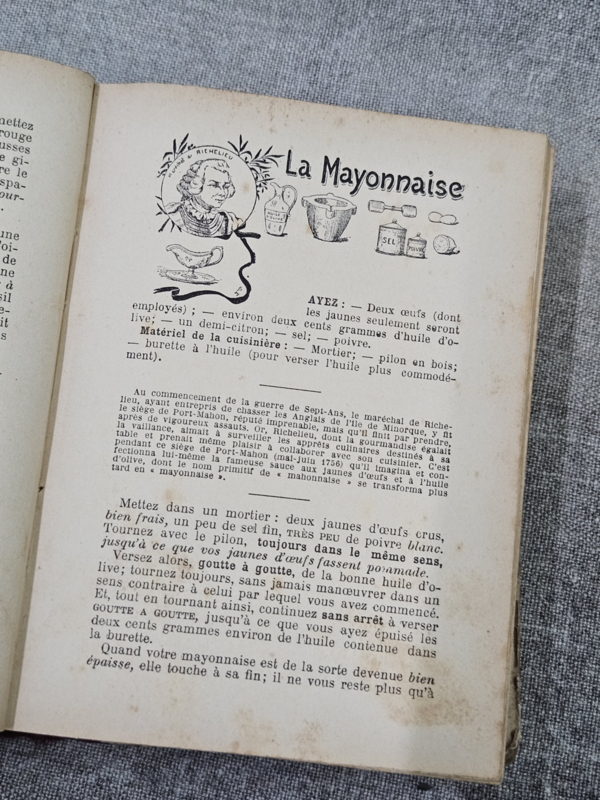 mettez
rouge
usses
e gi-
re le
spa-
our-
une
l'oi-
de
ne
à
sil
e-
it
s
DUC DE RICHELIEU
La Mayonnaise
SEL
POIVRE
AYEZ : — Deux œufs (dont
les jaunes seulement seront
employés) ; — environ deux cents grammes d'huile d'o-
live; — un demi-citron; — sel; — poivre.
Matériel de la cuisinière : — Mortier; — pilon en bois;
— burette à l'huile (pour verser l'huile plus commodé-
ment).
Au commencement de la guerre de Sept-Ans, le maréchal de Riche-
lieu, ayant entrepris de chasser les Anglais de l'île de Minorque, y fit
le siège de Port-Mahon, réputé imprenable, mais qu'il finit par prendre,
après de vigoureux assauts. Or, Richelieu, dont la gourmandise égalait
la vaillance, aimait à surveiller les apprêts culinaires destinés à sa
table et prenait même plaisir à collaborer avec son cuisinier. C'est
pendant ce siège de Port-Mahon (mai-juin 1756) qu'il imagina et con-
fectionna lui-même la fameuse sauce aux jaunes d'œufs et à l'huile
d'olive, dont le nom primitif de « mahonnaise » se transforma plus
tard en « mayonnaise ».
Mettez dans un mortier : deux jaunes d'œufs crus,
bien frais, un peu de sel fin, TRÈS PEU de poivre blanc.
Tournez avec le pilon, toujours dans le même sens,
jusqu'à ce que vos jaunes d'œufs fassent pommade.
Versez alors, goutte à goutte, de la bonne huile d'o-
live; tournez toujours, sans jamais manœuvrer dans un
sens contraire à celui par lequel vous avez commencé.
Et, tout en tournant ainsi, continuez sans arrêt à verser
GOUTTE A GOUTTE, jusqu'à ce que vous ayez épuisé les
deux cents grammes environ de l'huile contenue dans
la burette.
Quand votre mayonnaise est de la sorte devenue bien
épaisse, elle touche à sa fin; il ne vous reste plus qu'à